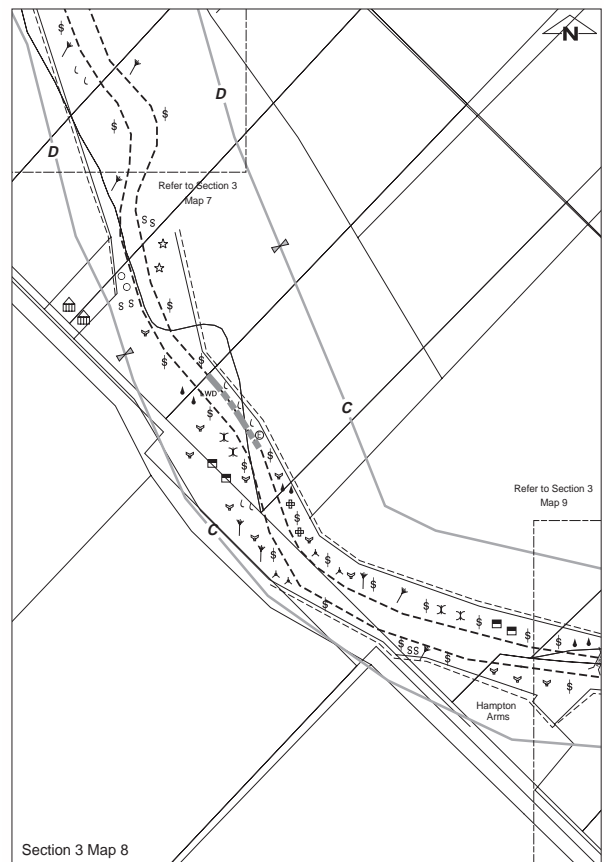 N
D
D
Refer to Section 3
Map 7
S S
S S
WD
C
E
Refer to Section 3
Map 9
C
SS
Hampton
Arms
Section 3 Map 8